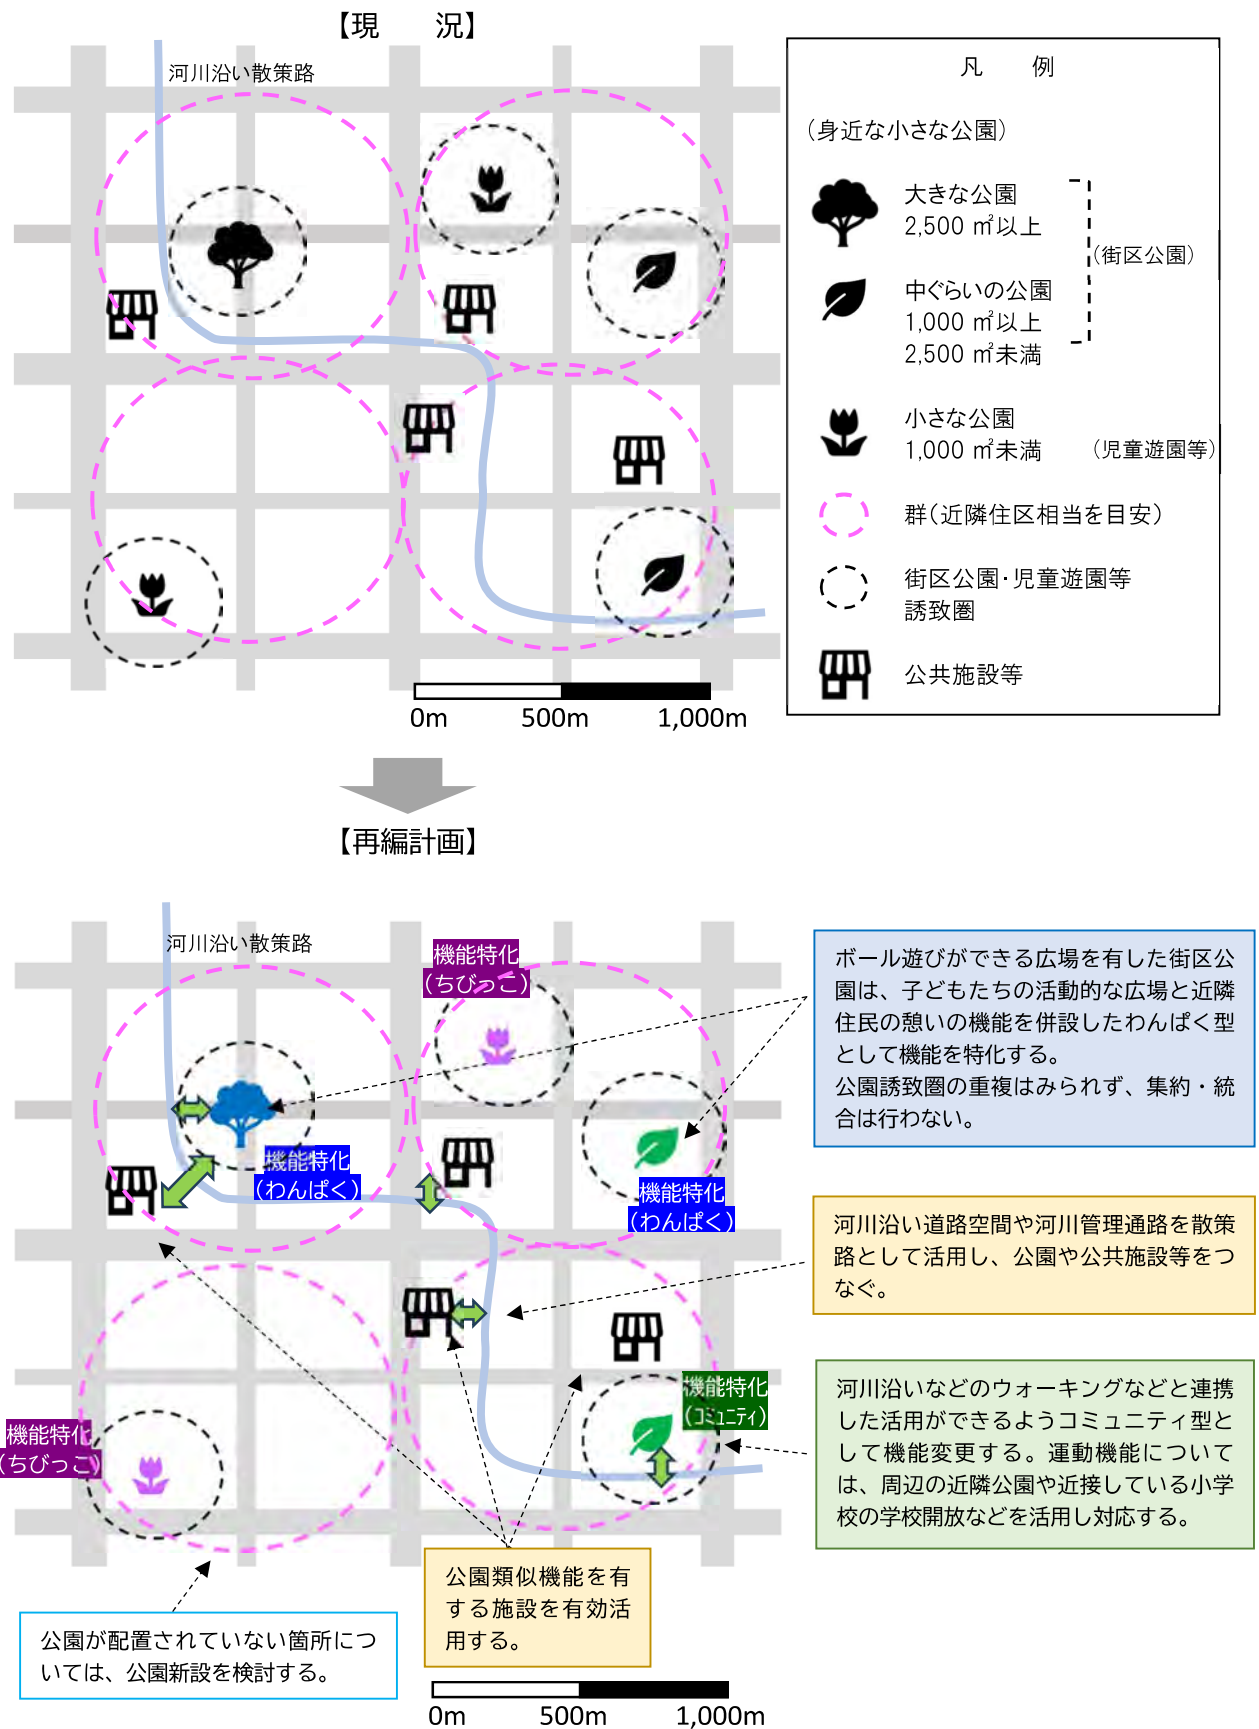 【現　　況】
河川沿い散策路
0m 500m 1,000m
凡　　例
（身近な小さな公園）
大きな公園
2,500 ㎡以上
（街区公園）
中ぐらいの公園
1,000 ㎡以上
2,500 ㎡未満
小さな公園
1,000 ㎡未満 （児童遊園等）
群（近隣住区相当を目安）
街区公園・児童遊園等
誘致圏
公共施設等
【再編計画】
河川沿い散策路
機能特化
（ちびっこ）
機能特化
（わんぱく）
機能特化
（わんぱく）
機能特化
（コミュニティ）
機能特化
（ちびっこ）
ボール遊びができる広場を有した街区公
園は、子どもたちの活動的な広場と近隣
住民の憩いの機能を併設したわんぱく型
として機能を特化する。
公園誘致圏の重複はみられず、集約・統
合は行わない。
河川沿い道路空間や河川管理通路を散策
路として活用し、公園や公共施設等をつ
なぐ。
河川沿いなどのウォーキングなどと連携
した活用ができるようコミュニティ型と
して機能変更する。運動機能について
は、周辺の近隣公園や近接している小学
校の学校開放などを活用し対応する。
公園類似機能を有
する施設を有効活
用する。
公園が配置されていない箇所につ
いては、公園新設を検討する。
0m 500m 1,000m